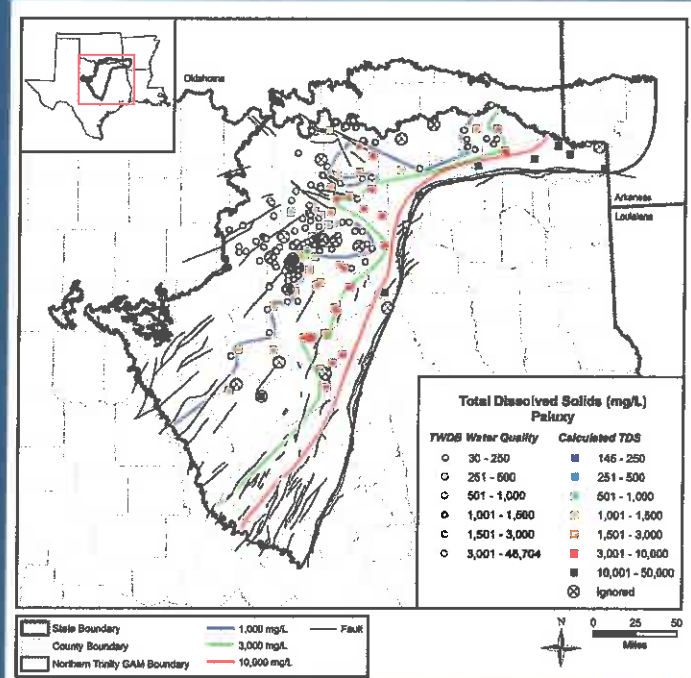 Oklahoma
Arkansas
Louisiana
Total Dissolved Solids (mg/L)
Paluxy
TWDB Water Quality Calculated TDS
30 - 250 145 - 250
251 - 500 251 - 500
501 - 1,000 501 - 1,000
1,001 - 1,500 1,001 - 1,500
1,501 - 3,000 1,501 - 3,000
3,001 - 48,704 3,001 - 10,000
10,001 - 50,000
Ignored
State Boundary 1,000 mg/L Fault
County Boundary 3,000 mg/L
Northern Trinity GAM Boundary 10,000 mg/L
N
0 25 50
Miles